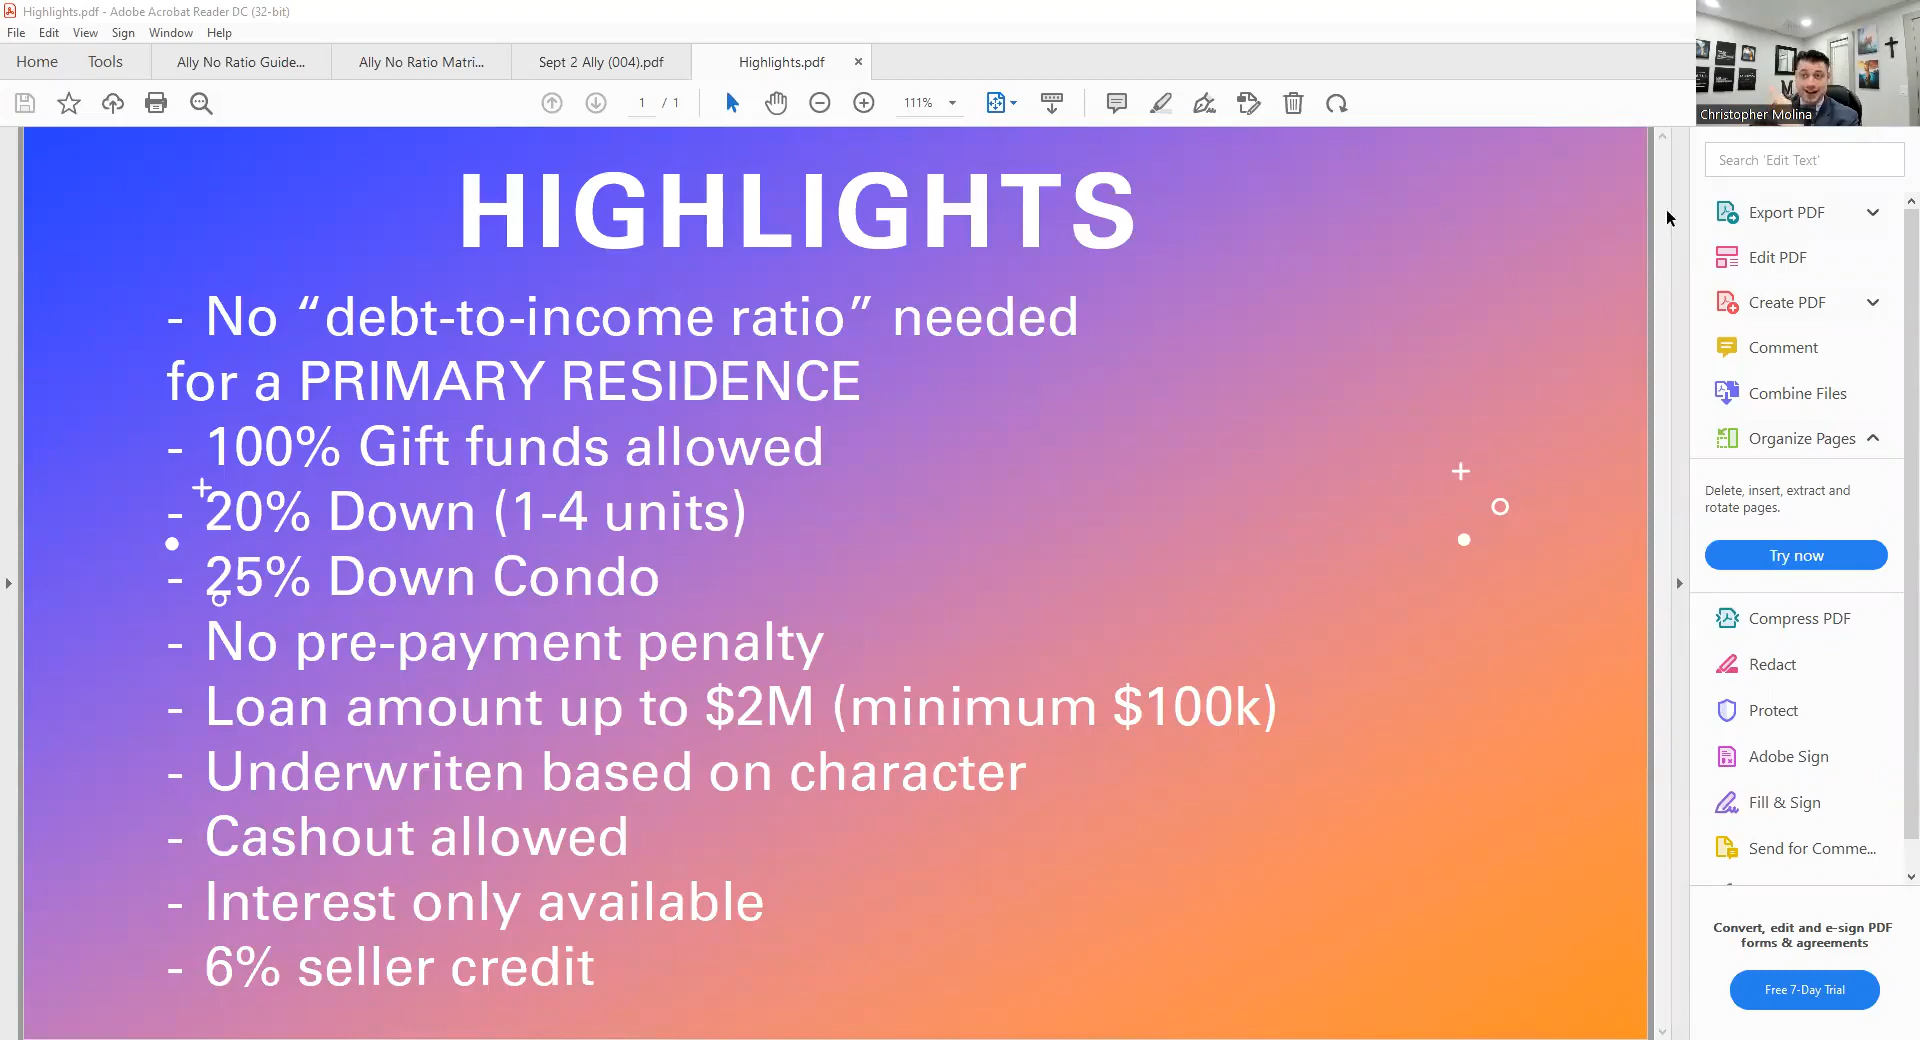 Highlights.pdf - Adobe Acrobat Reader DC (32-bit)
File Edit View Sign Window Help
Home Tools Ally No Ratio Guide... Ally No Ratio Matri... Sept 2 Ally (004).pdf Highlights.pdf ×
1 / 1 111%
Christopher Molina
HIGHLIGHTS
- No “debt-to-income ratio” needed
for a PRIMARY RESIDENCE
- 100% Gift funds allowed
- 20% Down (1-4 units)
- 25% Down Condo
- No pre-payment penalty
- Loan amount up to $2M (minimum $100k)
- Underwriten based on character
- Cashout allowed
- Interest only available
- 6% seller credit
Search 'Edit Text'
Export PDF
Edit PDF
Create PDF
Comment
Combine Files
Organize Pages
Delete, insert, extract and
rotate pages.
Try now
Compress PDF
Redact
Protect
Adobe Sign
Fill & Sign
Send for Comme...
Convert, edit and e-sign PDF
forms & agreements
Free 7-Day Trial